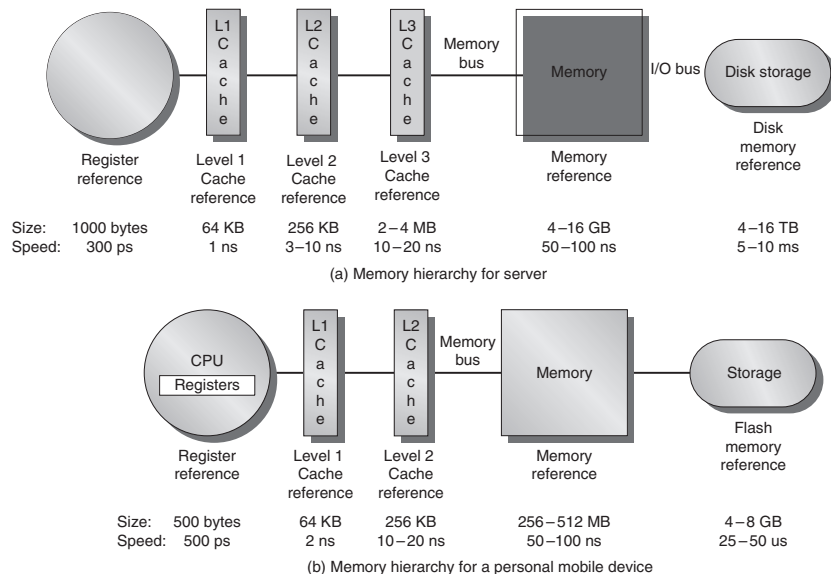 L1
C
a
c
h
e
L2
C
a
c
h
e
L3
C
a
c
h
e
Memory
bus
Memory
I/O bus
Disk storage
Register
reference
Level 1
Cache
reference
Level 2
Cache
reference
Level 3
Cache
reference
Memory
reference
Disk
memory
reference
Size: 1000 bytes 64 KB 256 KB 2–4 MB 4–16 GB 4–16 TB
Speed: 300 ps 1 ns 3–10 ns 10–20 ns 50–100 ns 5–10 ms
(a) Memory hierarchy for server
CPU
Registers
L1
C
a
c
h
e
L2
C
a
c
h
e
Memory
bus
Memory
Storage
Register
reference
Level 1
Cache
reference
Level 2
Cache
reference
Memory
reference
Flash
memory
reference
Size: 500 bytes 64 KB 256 KB 256–512 MB 4–8 GB
Speed: 500 ps 2 ns 10–20 ns 50–100 ns 25–50 us
(b) Memory hierarchy for a personal mobile device